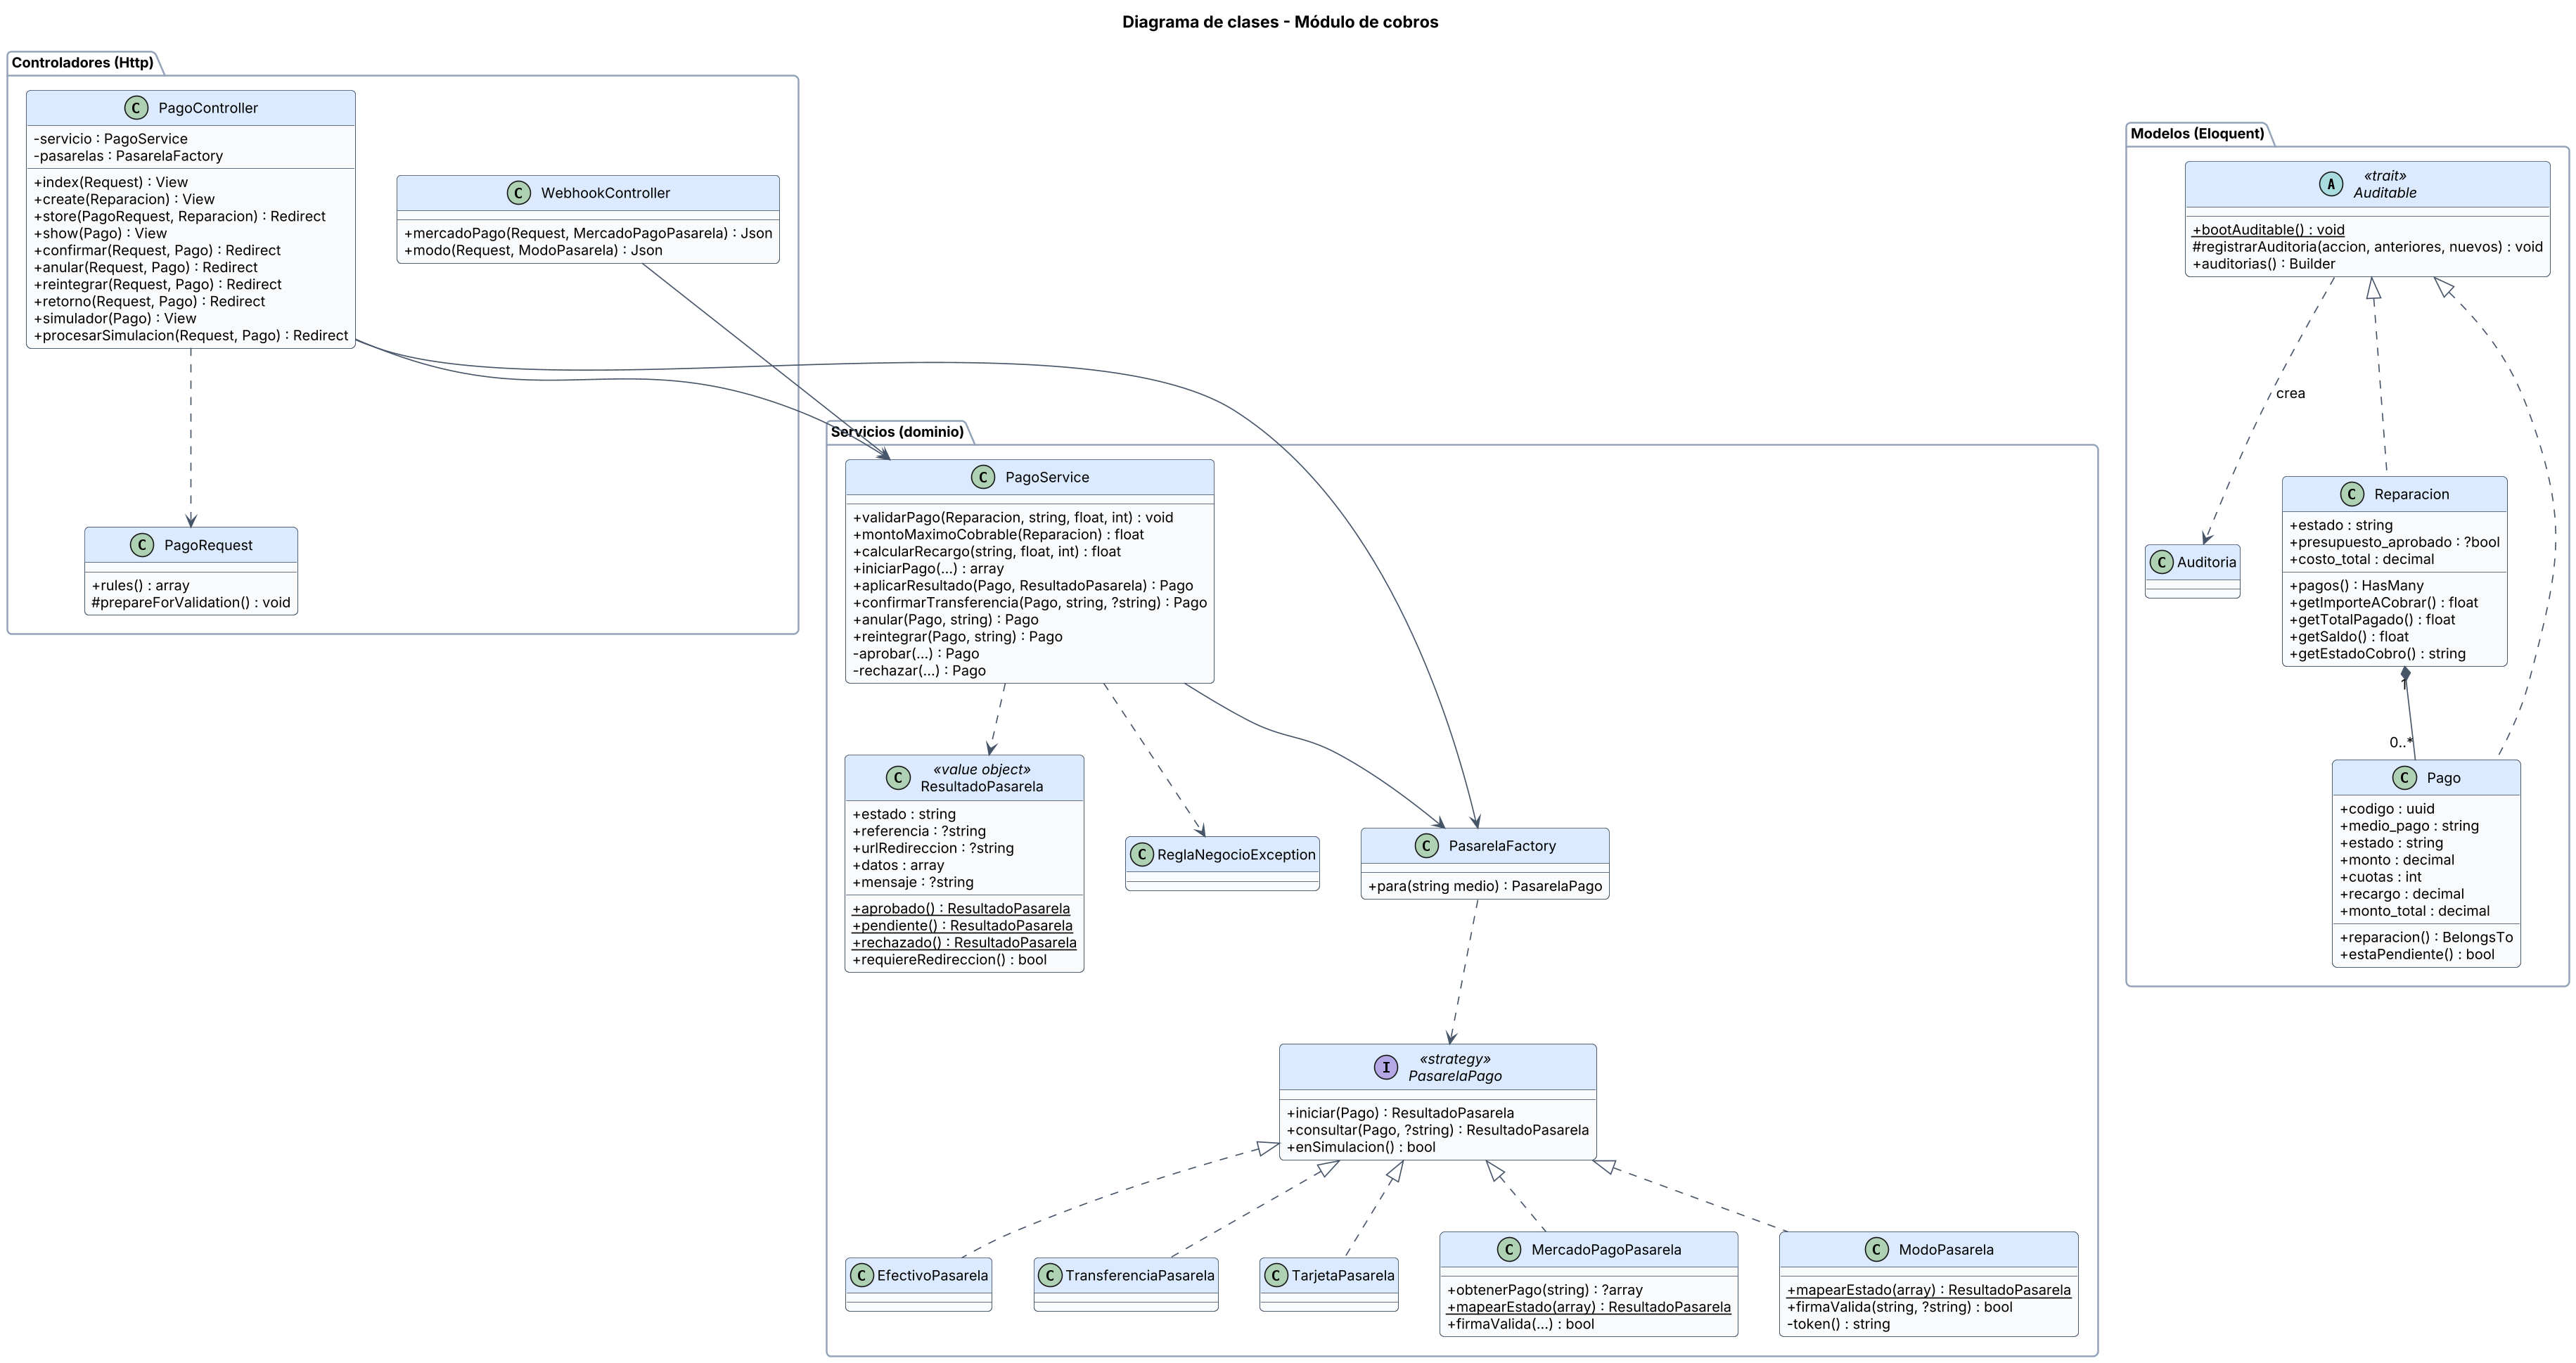 Diagrama de clases - Módulo de cobros
Controladores (Http)
C PagoController
-servicio : PagoService
-pasarelas : PasarelaFactory
+index(Request) : View
+create(Reparacion) : View
+store(PagoRequest, Reparacion) : Redirect
+show(Pago) : View
+confirmar(Request, Pago) : Redirect
+anular(Request, Pago) : Redirect
+reintegrar(Request, Pago) : Redirect
+retorno(Request, Pago) : Redirect
+simulador(Pago) : View
+procesarSimulacion(Request, Pago) : Redirect
C WebhookController
+mercadoPago(Request, MercadoPagoPasarela) : Json
+modo(Request, ModoPasarela) : Json
C PagoRequest
+rules() : array
#prepareForValidation() : void
Servicios (dominio)
C PagoService
+validarPago(Reparacion, string, float, int) : void
+montoMaximoCobrable(Reparacion) : float
+calcularRecargo(string, float, int) : float
+iniciarPago(...) : array
+aplicarResultado(Pago, ResultadoPasarela) : Pago
+confirmarTransferencia(Pago, string, ?string) : Pago
+anular(Pago, string) : Pago
+reintegrar(Pago, string) : Pago
-aprobar(...) : Pago
-rechazar(...) : Pago
C «value object»
ResultadoPasarela
+estado : string
+referencia : ?string
+urlRedireccion : ?string
+datos : array
+mensaje : ?string
+aprobado() : ResultadoPasarela
+pendiente() : ResultadoPasarela
+rechazado() : ResultadoPasarela
+requiereRedireccion() : bool
C ReglaNegocioException
C PasarelaFactory
+para(string medio) : PasarelaPago
I «strategy»
PasarelaPago
+iniciar(Pago) : ResultadoPasarela
+consultar(Pago, ?string) : ResultadoPasarela
+enSimulacion() : bool
C EfectivoPasarela
C TransferenciaPasarela
C TarjetaPasarela
C MercadoPagoPasarela
+obtenerPago(string) : ?array
+mapearEstado(array) : ResultadoPasarela
+firmaValida(...) : bool
C ModoPasarela
+mapearEstado(array) : ResultadoPasarela
+firmaValida(string, ?string) : bool
-token() : string
Modelos (Eloquent)
A «trait»
Auditable
+bootAuditable() : void
#registrarAuditoria(accion, anteriores, nuevos) : void
+auditorias() : Builder
crea
C Auditoria
C Reparacion
+estado : string
+presupuesto_aprobado : ?bool
+costo_total : decimal
+pagos() : HasMany
+getImporteACobrar() : float
+getTotalPagado() : float
+getSaldo() : float
+getEstadoCobro() : string
1
0..*
C Pago
+codigo : uuid
+medio_pago : string
+estado : string
+monto : decimal
+cuotas : int
+recargo : decimal
+monto_total : decimal
+reparacion() : BelongsTo
+estaPendiente() : bool